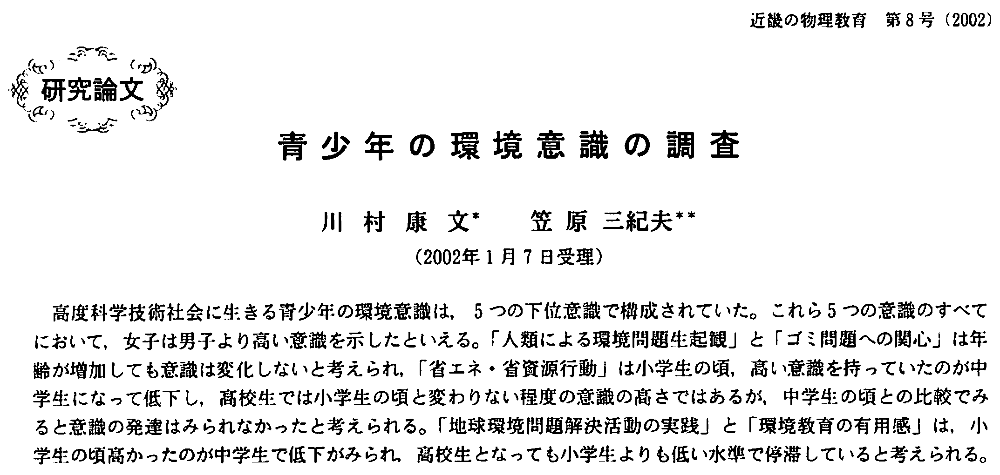 近畿の物理教育　第8号（2002）
研究論文
青少年の環境意識の調査
川村康文*　笠原三紀夫**
（2002年1月7日受理）
高度科学技術社会に生きる青少年の環境意識は，5つの下位意識で構成されていた。これら5つの意識のすべて
において，女子は男子より高い意識を示したといえる。「人類による環境問題生起観」と「ゴミ問題への関心」は年
齢が増加しても意識は変化しないと考えられ，「省エネ・省資源行動」は小学生の頃，高い意識を持っていたのが中
学生になって低下し，高校生では小学生の頃と変わりない程度の意識の高さではあるが，中学生の頃との比較でみ
ると意識の発達はみられなかったと考えられる。「地球環境問題解決活動の実践」と「環境教育の有用感」は，小
学生の頃高かったのが中学生で低下がみられ，高校生となっても小学生よりも低い水準で停滞していると考えられる。